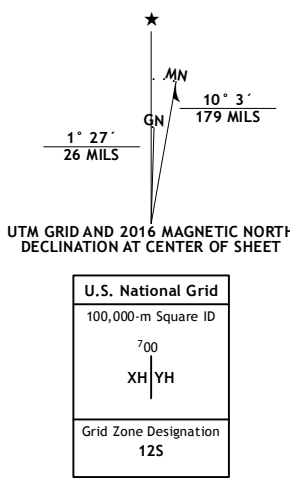 ★
MN
GN
10° 3´
179 MILS
1° 27´
26 MILS
UTM GRID AND 2016 MAGNETIC NORTH
DECLINATION AT CENTER OF SHEET
U.S. National Grid
100,000-m Square ID
⁷00
XH YH
Grid Zone Designation
12S